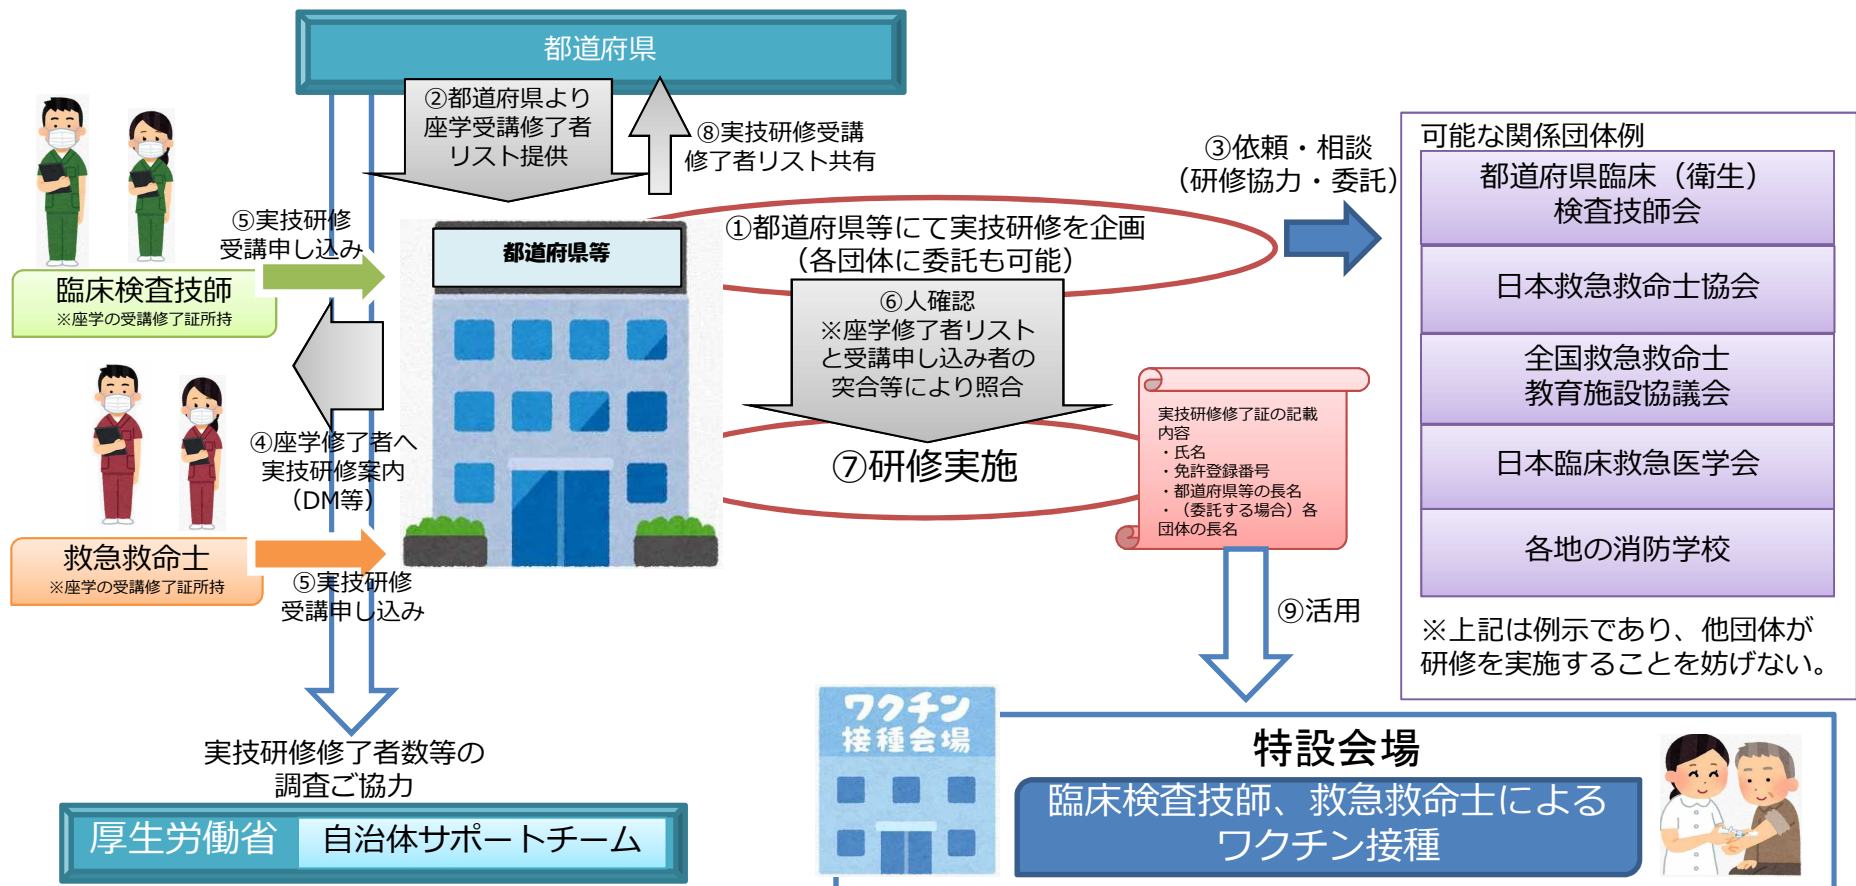 都道府県
②都道府県より
座学受講修了者
リスト提供
⑧実技研修受講
修了者リスト共有
③依頼・相談
（研修協力・委託）
可能な関係団体例
都道府県臨床（衛生）
検査技師会
日本救急救命士協会
全国救急救命士
教育施設協議会
日本臨床救急医学会
各地の消防学校
※上記は例示であり、他団体が
研修を実施することを妨げない。
⑤実技研修
受講申し込み
臨床検査技師
※座学の受講修了証所持
都道府県等
①都道府県等にて実技研修を企画
（各団体に委託も可能）
⑥人確認
※座学修了者リスト
と受講申し込み者の
突合等により照合
④座学修了者へ
実技研修案内
（DM等）
⑦研修実施
実技研修修了証の記載
内容
・氏名
・免許登録番号
・都道府県等の長名
・（委託する場合）各
団体の長名
救急救命士
※座学の受講修了証所持
⑤実技研修
受講申し込み
⑨活用
実技研修修了者数等の
調査ご協力
厚生労働省
自治体サポートチーム
ワクチン
接種会場
特設会場
臨床検査技師、救急救命士による
ワクチン接種